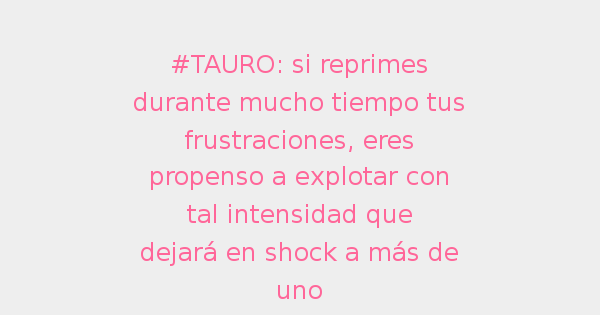 #TAURO: si reprimes
durante mucho tiempo tus
frustraciones, eres
propenso a explotar con
tal intensidad que
dejará en shock a más de
uno